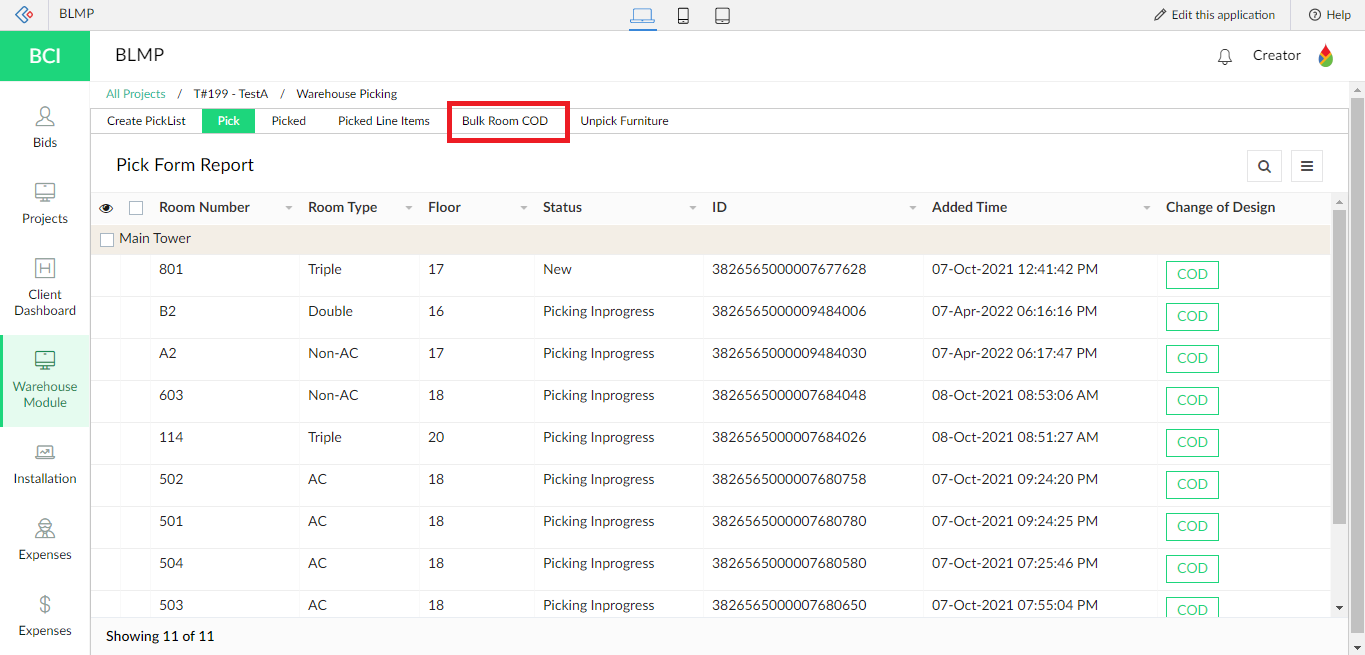 BLMP
Edit this application
Help
BCI
BLMP
Creator
All Projects / T#199 - TestA / Warehouse Picking
Create PickList Pick Picked Picked Line Items Bulk Room COD Unpick Furniture
Bids
Projects
Client
Dashboard
Warehouse
Module
Installation
Expenses
Expenses
Pick Form Report
Room Number Room Type Floor Status ID Added Time Change of Design
Main Tower
801 Triple 17 New 3826565000007677628 07-Oct-2021 12:41:42 PM COD
B2 Double 16 Picking Inprogress 3826565000009484006 07-Apr-2022 06:16:16 PM COD
A2 Non-AC 17 Picking Inprogress 3826565000009484030 07-Apr-2022 06:17:47 PM COD
603 Non-AC 18 Picking Inprogress 3826565000007684048 08-Oct-2021 08:53:06 AM COD
114 Triple 20 Picking Inprogress 3826565000007684026 08-Oct-2021 08:51:27 AM COD
502 AC 18 Picking Inprogress 3826565000007680758 07-Oct-2021 09:24:20 PM COD
501 AC 18 Picking Inprogress 3826565000007680780 07-Oct-2021 09:24:25 PM COD
504 AC 18 Picking Inprogress 3826565000007680580 07-Oct-2021 07:25:46 PM COD
503 AC 18 Picking Inprogress 3826565000007680650 07-Oct-2021 07:55:04 PM COD
Showing 11 of 11